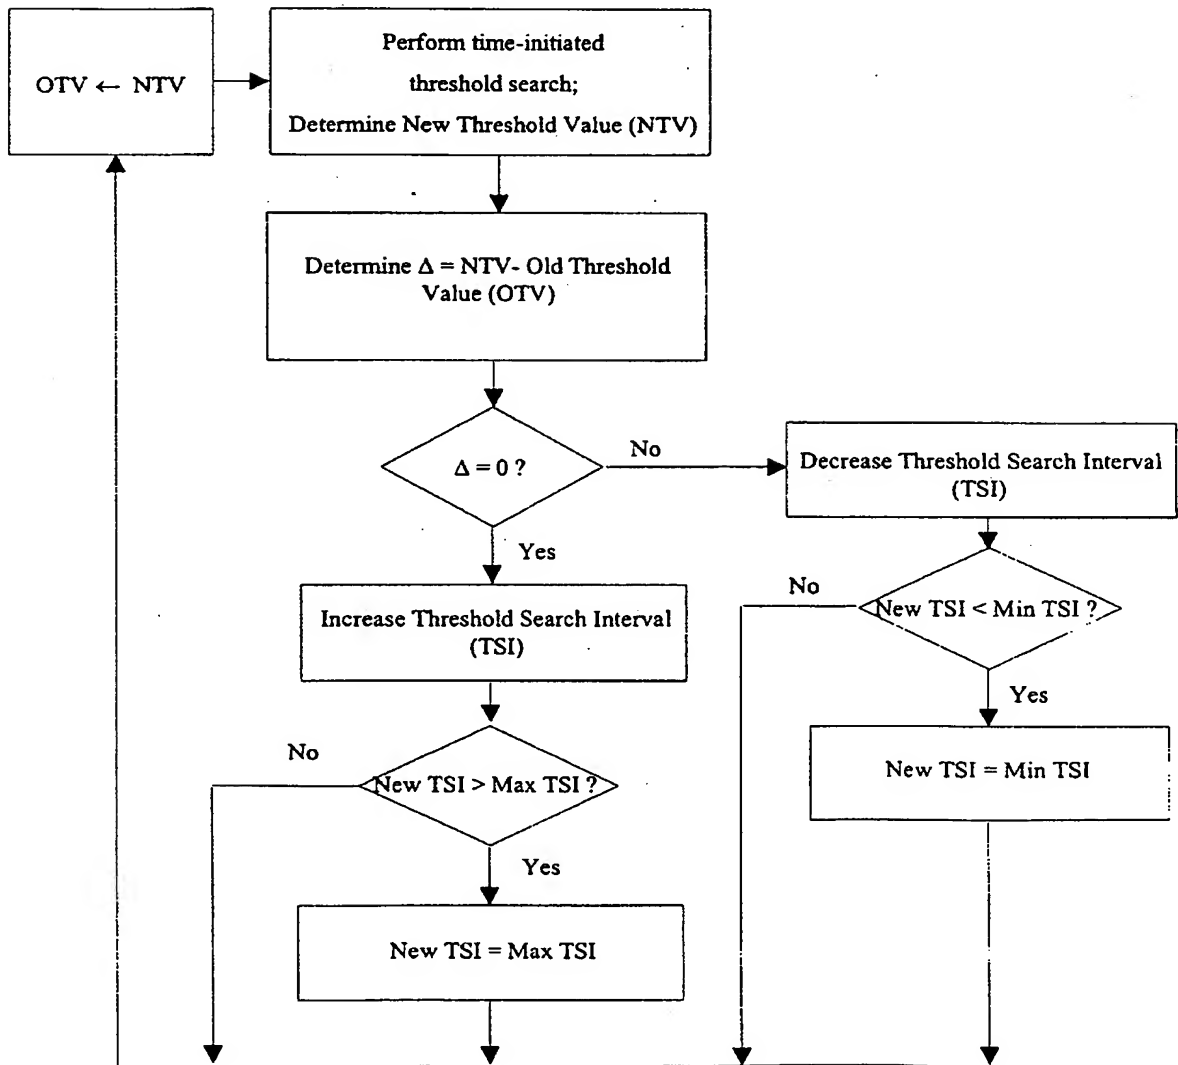 OTV ← NTV
Perform time-initiated
threshold search;
Determine New Threshold Value (NTV)
Determine Δ = NTV- Old Threshold
Value (OTV)
Δ = 0 ?
No
Decrease Threshold Search Interval
(TSI)
Yes
No
New TSI < Min TSI ?
Increase Threshold Search Interval
(TSI)
Yes
No
New TSI > Max TSI ?
New TSI = Min TSI
Yes
New TSI = Max TSI